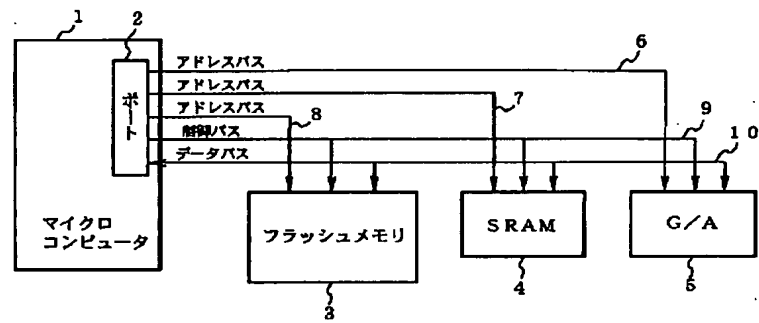 1
2
6
アドレスバス
アドレスバス
7
アドレスバス
8
制御バス
9
データバス
10
ポート
マイクロ
コンピュータ
フラッシュメモリ
SRAM
G/A
3
4
5